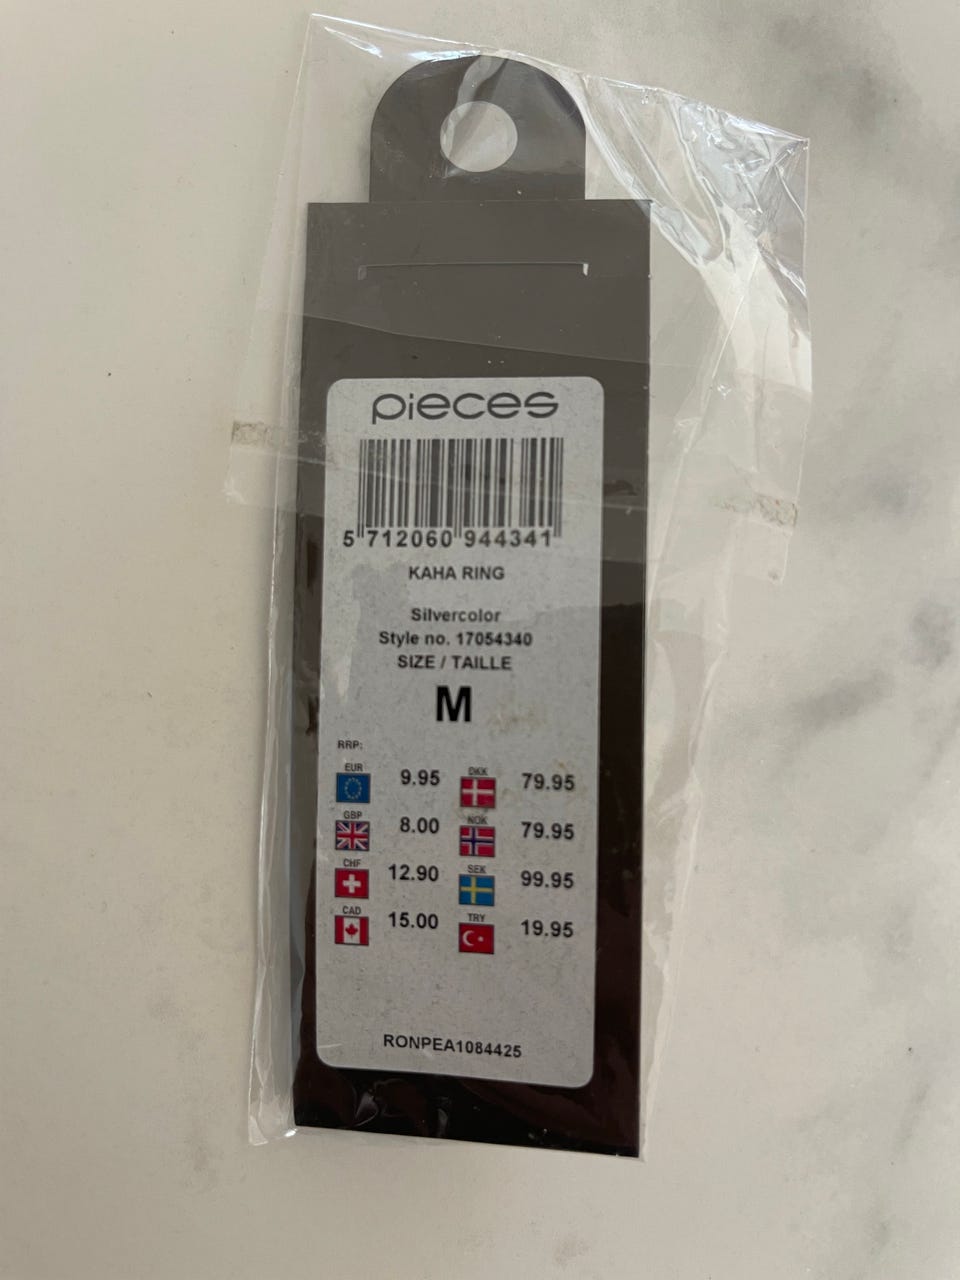 pieces
5 712060 944341
KAHA RING
Silvercolor
Style no. 17054340
SIZE / TAILLE
M
RRP:
EUR 9.95 DKK 79.95
GBP 8.00 NOK 79.95
CHF 12.90 SEK 99.95
CAD 15.00 TRY 19.95
RONPEA1084425